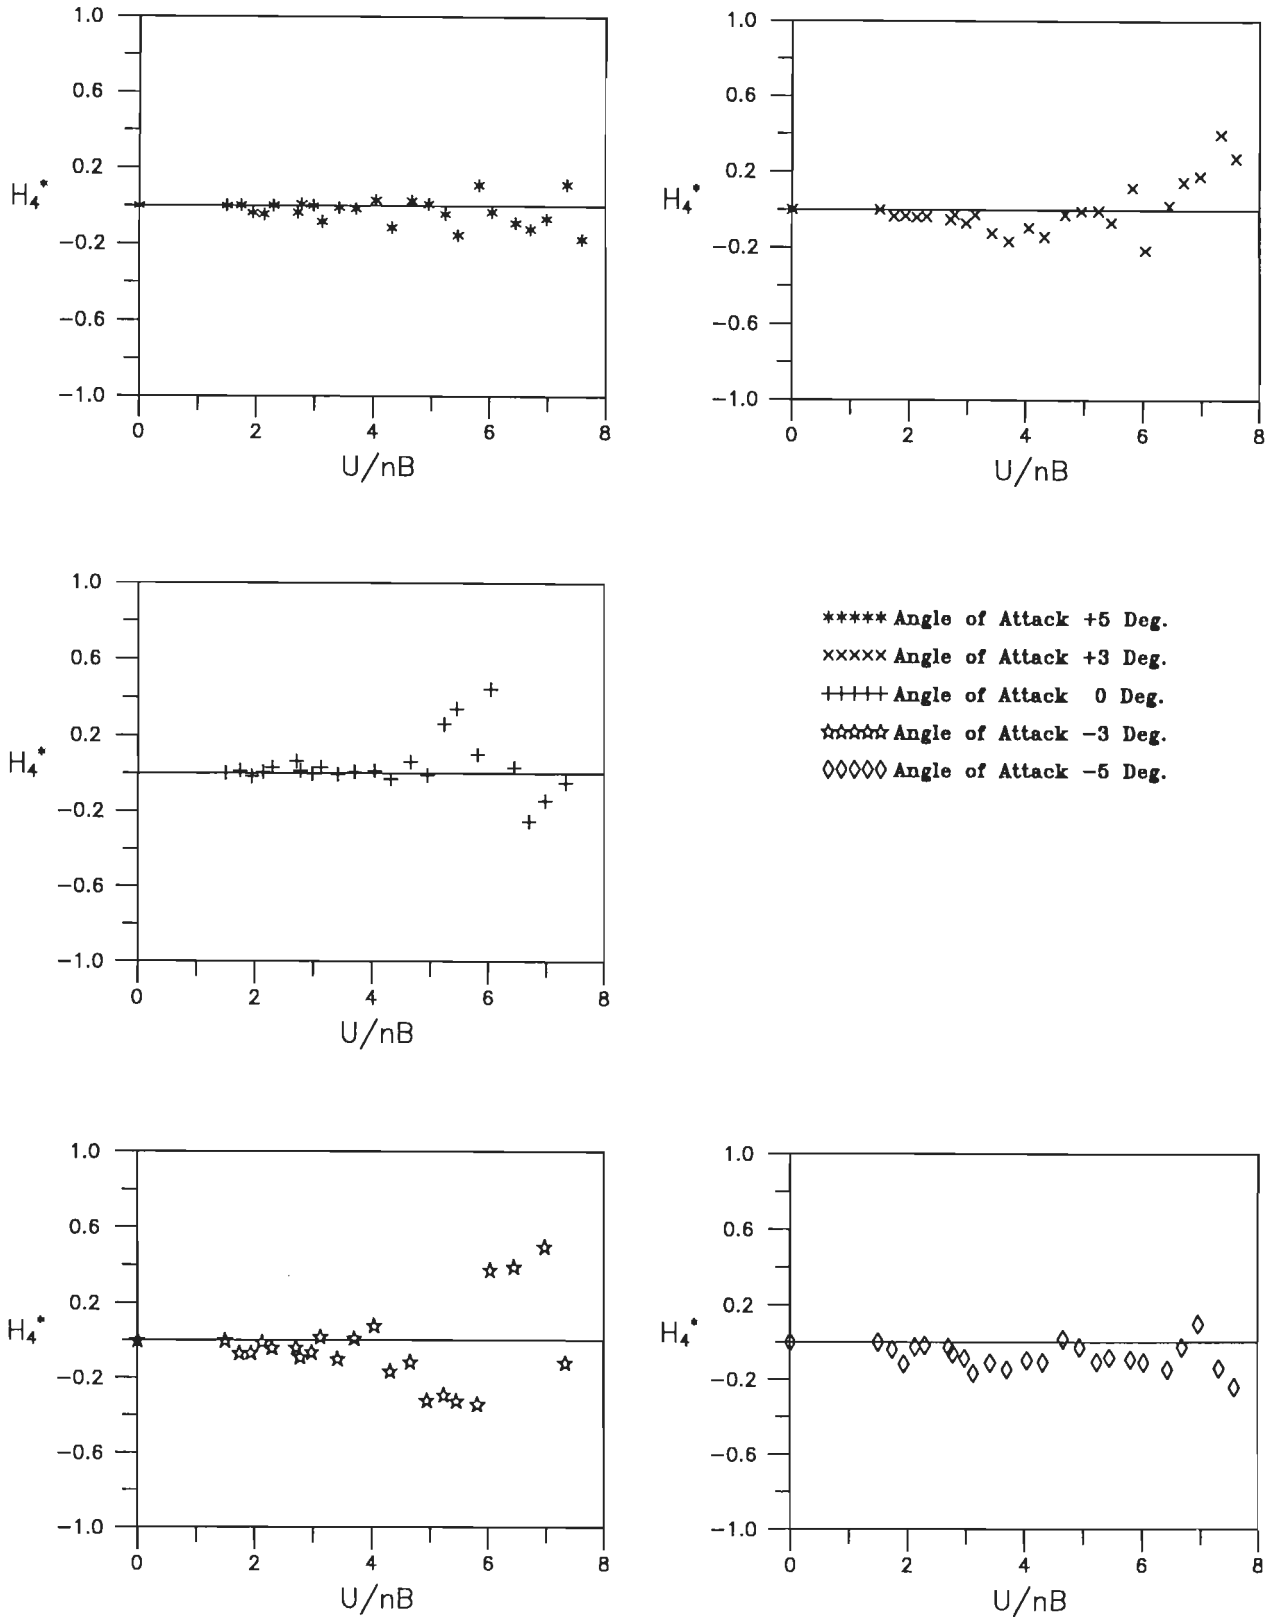 1.0
0.6
0.2
H4*
−0.2
−0.6
−1.0
0 2 4 6 8
U/nB
1.0
0.6
0.2
H4*
−0.2
−0.6
−1.0
0 2 4 6 8
U/nB
1.0
0.6
0.2
H4*
−0.2
−0.6
−1.0
0 2 4 6 8
U/nB
Angle of Attack +5 Deg.
Angle of Attack +3 Deg.
Angle of Attack 0 Deg.
Angle of Attack −3 Deg.
Angle of Attack −5 Deg.
1.0
0.6
0.2
H4*
−0.2
−0.6
−1.0
0 2 4 6 8
U/nB
1.0
0.6
0.2
H4*
−0.2
−0.6
−1.0
0 2 4 6 8
U/nB